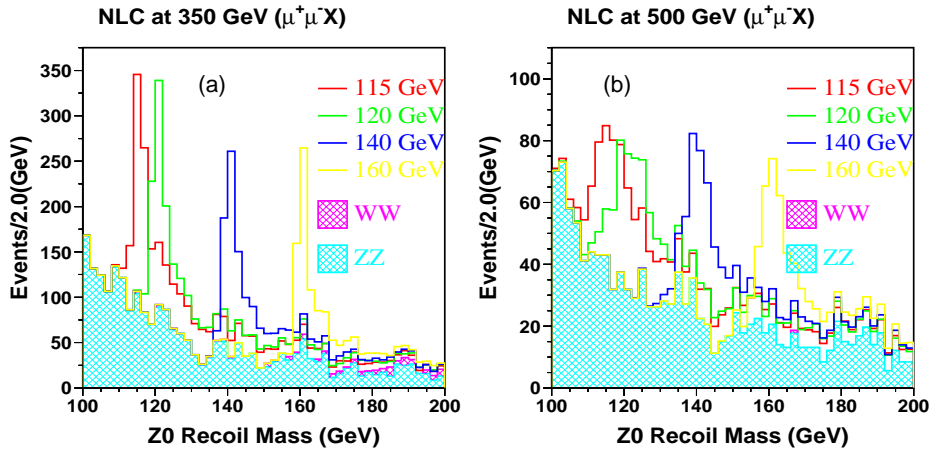 NLC at 350 GeV (μ⁺μ⁻X)
(a)
115 GeV
120 GeV
140 GeV
160 GeV
WW
ZZ
Events/2.0(GeV)
0
50
100
150
200
250
300
350
100 120 140 160 180 200
Z0 Recoil Mass (GeV)
NLC at 500 GeV (μ⁺μ⁻X)
(b)
115 GeV
120 GeV
140 GeV
160 GeV
WW
ZZ
Events/2.0(GeV)
0
20
40
60
80
100
100 120 140 160 180 200
Z0 Recoil Mass (GeV)